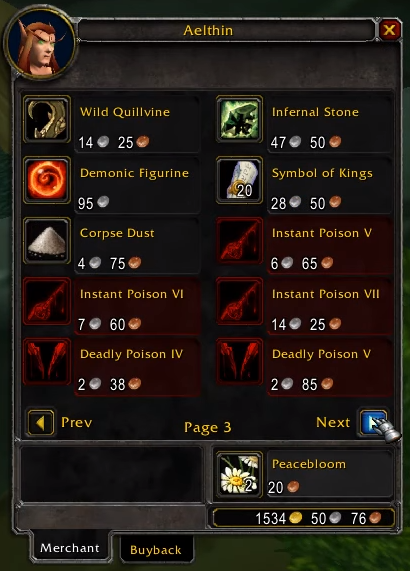 Aelthin
Wild Quillvine
14 25
Infernal Stone
47 50
Demonic Figurine
95
Symbol of Kings
20
28 50
Corpse Dust
4 75
Instant Poison V
6 65
Instant Poison VI
7 60
Instant Poison VII
14 25
Deadly Poison IV
2 38
Deadly Poison V
2 85
Prev
Page 3
Next
Peacebloom
2
20
1534 50 76
Merchant
Buyback